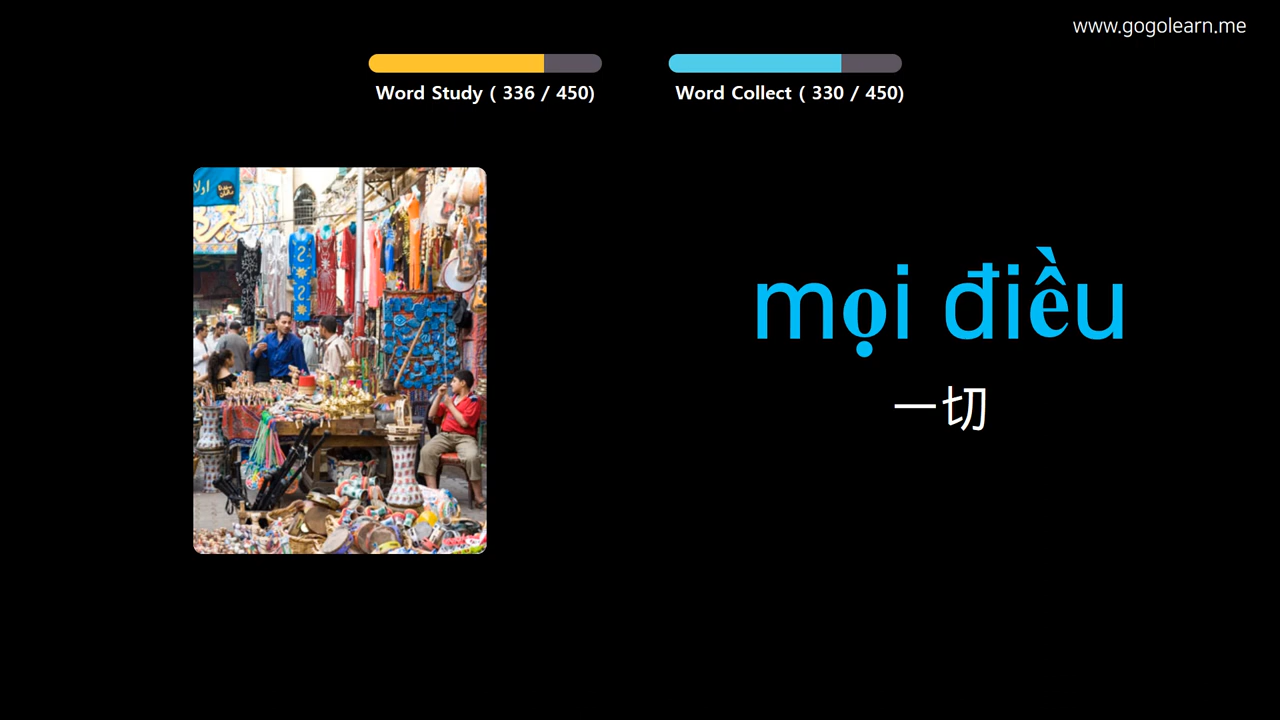 www.gogolearn.me
Word Study ( 336 / 450)
Word Collect ( 330 / 450)
mọi điều
一切